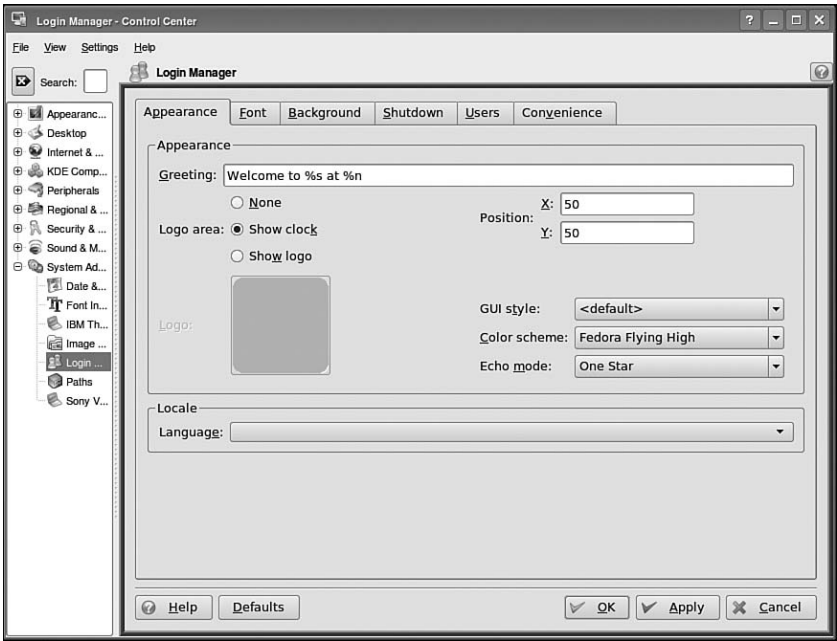 Login Manager - Control Center
File View Settings Help
Search:
Login Manager
Appearanc...
Desktop
Internet & ...
KDE Comp...
Peripherals
Regional & ...
Security & ...
Sound & M...
System Ad...
Date &...
Font In...
IBM Th...
Image ...
Login ...
Paths
Sony V...
Appearance Font Background Shutdown Users Convenience
Appearance
Greeting: Welcome to %s at %n
Logo area:
None
Show clock
Show logo
Position:
X: 50
Y: 50
Logo:
GUI style: <default>
Color scheme: Fedora Flying High
Echo mode: One Star
Locale
Language:
Help Defaults OK Apply Cancel